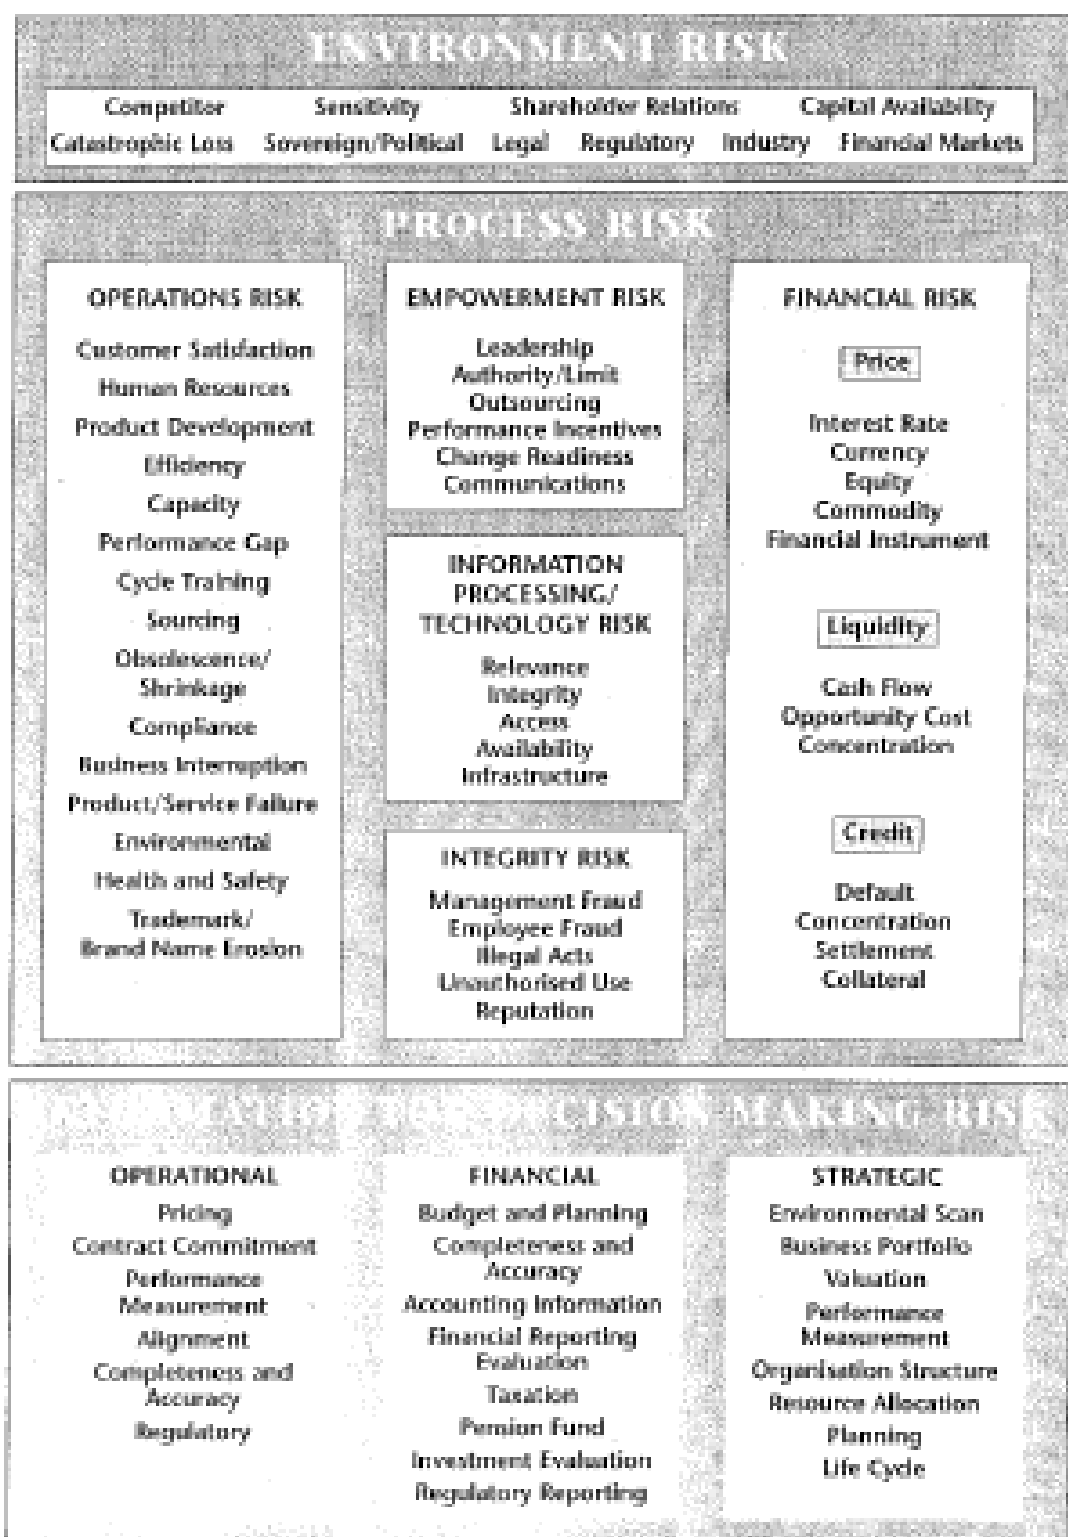 ENVIRONMENT RISK
Competitor Sensitivity Shareholder Relations Capital Availability
Catastrophic Loss Sovereign/Political Legal Regulatory Industry Financial Markets
PROCESS RISK
OPERATIONS RISK
Customer Satisfaction
Human Resources
Product Development
Efficiency
Capacity
Performance Gap
Cycle Training
Sourcing
Obsolescence/
Shrinkage
Compliance
Business Interruption
Product/Service Failure
Environmental
Health and Safety
Trademark/
Brand Name Erosion
EMPOWERMENT RISK
Leadership
Authority/Limit
Outsourcing
Performance Incentives
Change Readiness
Communications
INFORMATION
PROCESSING/
TECHNOLOGY RISK
Relevance
Integrity
Access
Availability
Infrastructure
INTEGRITY RISK
Management Fraud
Employee Fraud
Illegal Acts
Unauthorised Use
Reputation
FINANCIAL RISK
Price
Interest Rate
Currency
Equity
Commodity
Financial Instrument
Liquidity
Cash Flow
Opportunity Cost
Concentration
Credit
Default
Concentration
Settlement
Collateral
INFORMATION FOR DECISION MAKING RISK
OPERATIONAL
Pricing
Contract Commitment
Performance
Measurement
Alignment
Completeness and
Accuracy
Regulatory
FINANCIAL
Budget and Planning
Completeness and
Accuracy
Accounting Information
Financial Reporting
Evaluation
Taxation
Pension Fund
Investment Evaluation
Regulatory Reporting
STRATEGIC
Environmental Scan
Business Portfolio
Valuation
Performance
Measurement
Organisation Structure
Resource Allocation
Planning
Life Cycle